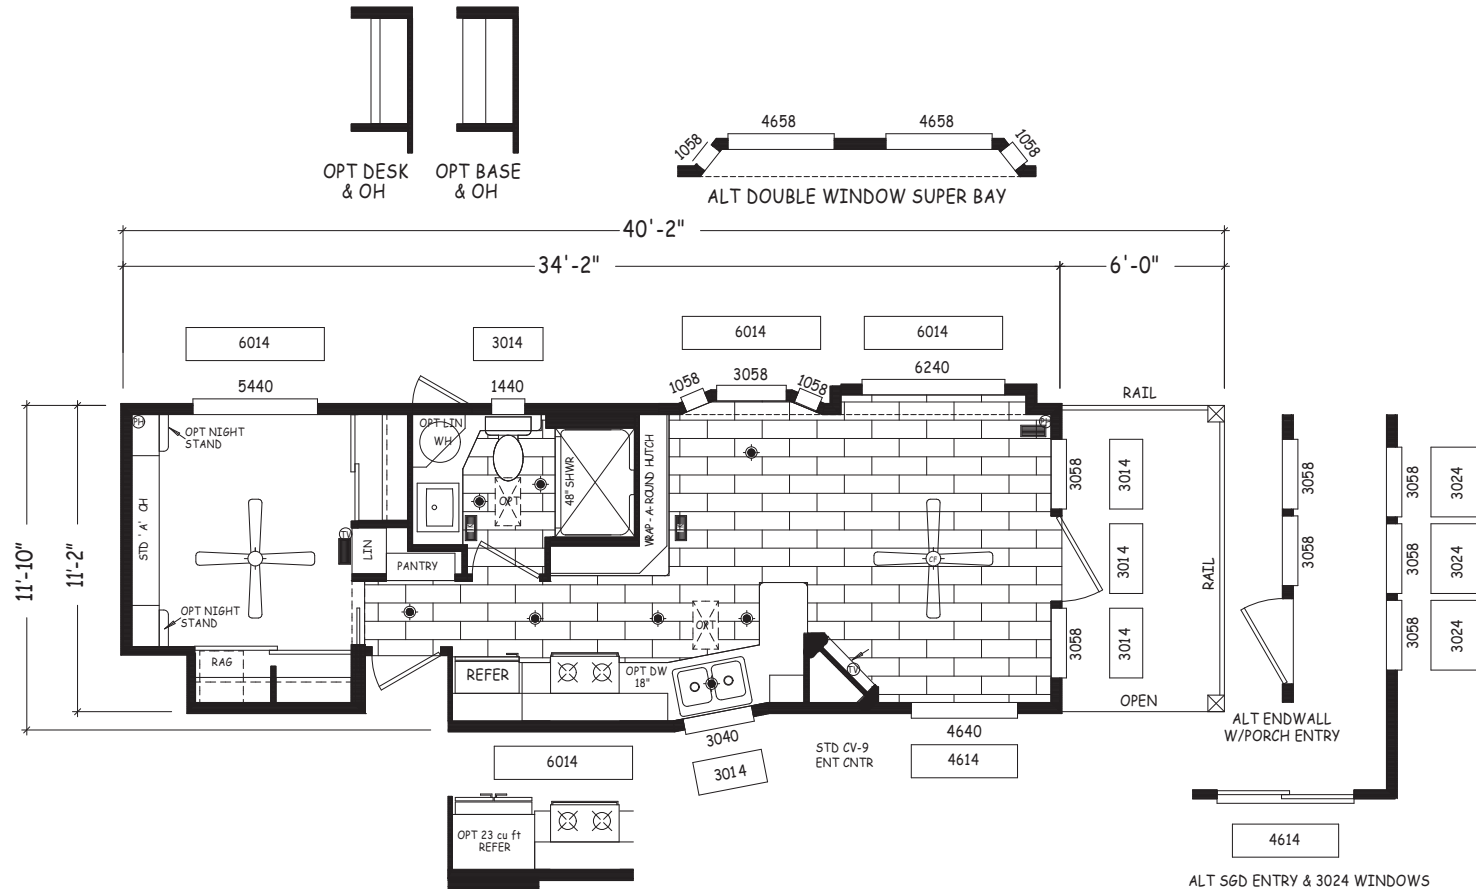 OPT DESK
& OH
OPT BASE
& OH
1058
4658
4658
1058
ALT DOUBLE WINDOW SUPER BAY
40'-2"
34'-2"
6'-0"
6014
3014
6014
6014
5440
1440
1058
3058
1058
6240
RAIL
11'-10"
11'-2"
PH
OPT NIGHT
STAND
STD 'A' OH
OPT NIGHT
STAND
RAG
OPT LIN
WH
OPT
48" SHWR
WRAP-A-ROUND HUTCH
LIN
PANTRY
PH
CF
OPT
TV
REFER
OPT DW
18"
3058
3058
3014
3014
3014
RAIL
OPEN
3040
3014
6014
STD CV-9
ENT CNTR
4640
4614
OPT 23 cu ft
REFER
3058
3058
ALT ENDWALL
W/PORCH ENTRY
3058
3058
3058
3024
3024
3024
4614
ALT SGD ENTRY & 3024 WINDOWS